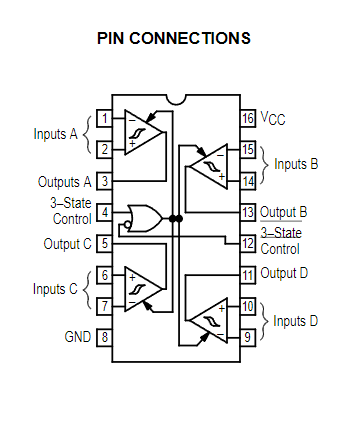 PIN CONNECTIONS
1
16 VCC
Inputs A
2
15
Inputs B
14
Outputs A 3
13 Output B
3–State
Control
4
12
3–State
Control
Output C 5
11 Output D
6
Inputs C
7
10
Inputs D
9
GND 8
− +
− +
+ −
+ −